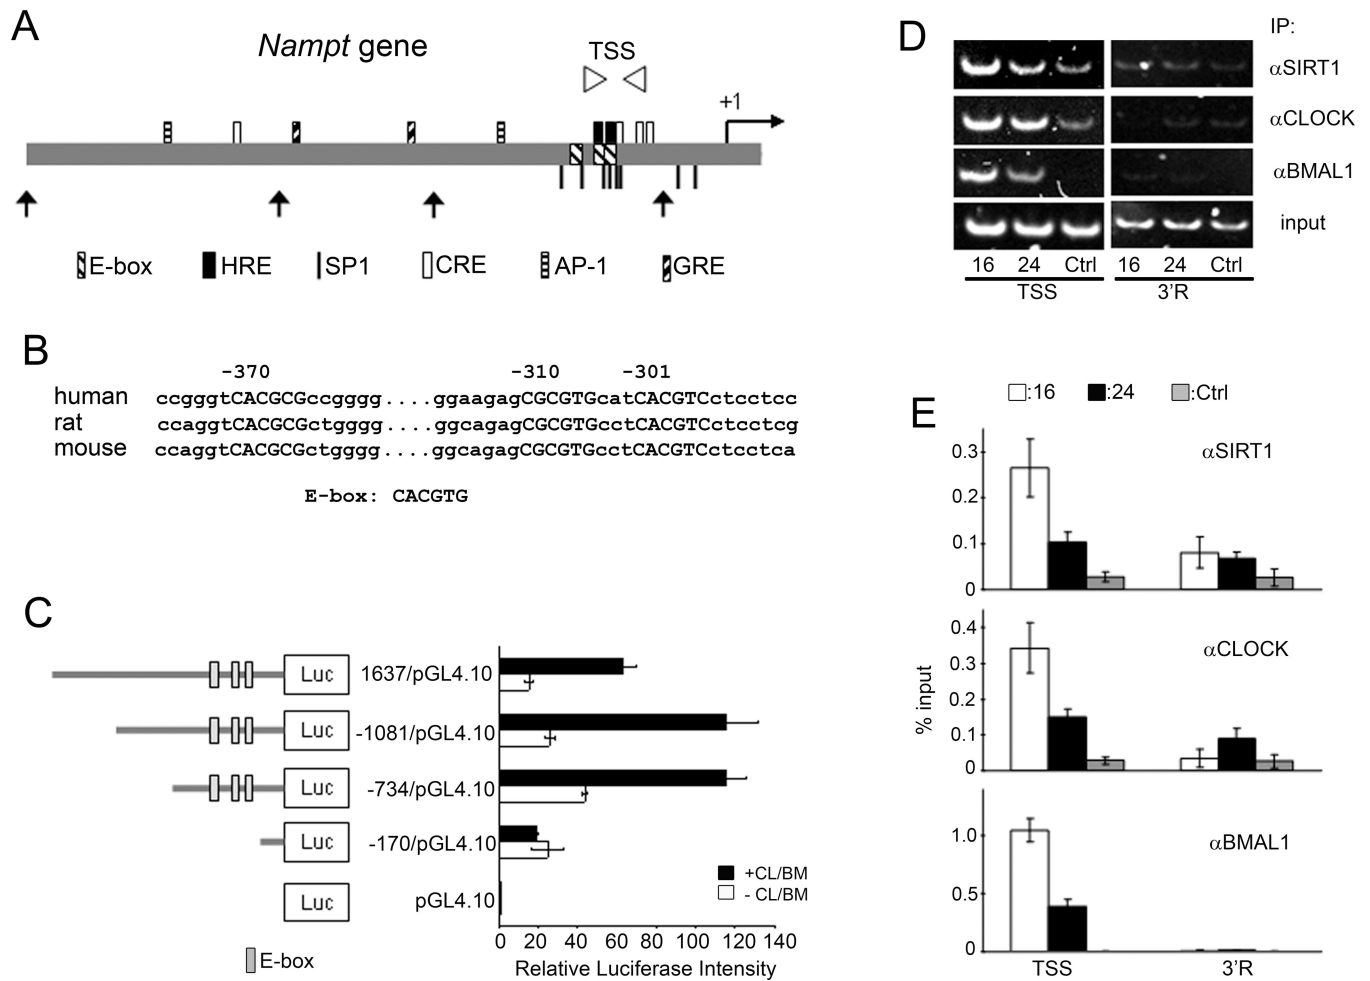 A
Nampt gene
TSS
+1
E-box
HRE
SP1
CRE
AP-1
GRE
B
-370 -310 -301
human ccgggtCACGCGccgggg....ggaagagCGCGTGcatCACGTCctcctcc
rat ccaggtCACGCGctgggg....ggcagagCGCGTGcctCACGTCctcctcg
mouse ccaggtCACGCGctgggg....ggcagagCGCGTGcctCACGTCctcctca
E-box: CACGTG
C
Luc 1637/pGL4.10
Luc -1081/pGL4.10
Luc -734/pGL4.10
Luc -170/pGL4.10
Luc pGL4.10
+CL/BM
- CL/BM
0 20 40 60 80 100 120 140
Relative Luciferase Intensity
E-box
D
IP:
αSIRT1
αCLOCK
αBMAL1
input
16 24 Ctrl 16 24 Ctrl
TSS 3'R
E
:16 :24 :Ctrl
αSIRT1
0.3
0.2
0.1
0
αCLOCK
0.4
0.3
0.2
0.1
0
% input
αBMAL1
1.0
0.5
0
TSS 3'R